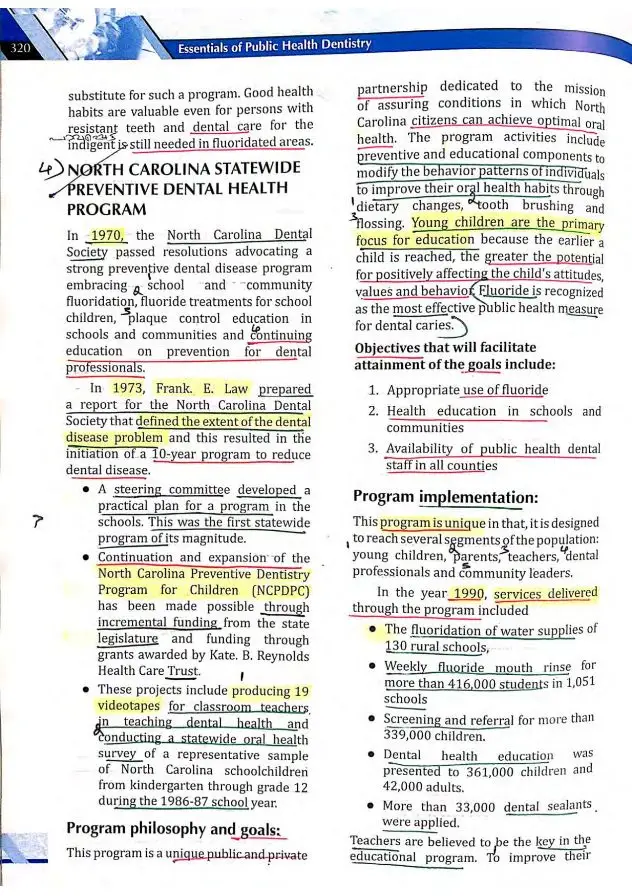 320
Essentials of Public Health Dentistry
substitute for such a program. Good health
habits are valuable even for persons with
resistant teeth and dental care for the
indigent is still needed in fluoridated areas.
4) NORTH CAROLINA STATEWIDE
PREVENTIVE DENTAL HEALTH
PROGRAM
In 1970, the North Carolina Dental
Society passed resolutions advocating a
strong preventive dental disease program
embracing school and community
fluoridation, fluoride treatments for school
children, plaque control education in
schools and communities and continuing
education on prevention for dental
professionals.
In 1973, Frank. E. Law prepared
a report for the North Carolina Dental
Society that defined the extent of the dental
disease problem and this resulted in the
initiation of a 10-year program to reduce
dental disease.
• A steering committee developed a
practical plan for a program in the
?
schools. This was the first statewide
program of its magnitude.
• Continuation and expansion of the
North Carolina Preventive Dentistry
Program for Children (NCPDPC)
has been made possible through
incremental funding from the state
legislature and funding through
grants awarded by Kate. B. Reynolds
Health Care Trust.
• These projects include producing 19
videotapes for classroom teachers
in teaching dental health and
conducting a statewide oral health
survey of a representative sample
of North Carolina schoolchildren
from kindergarten through grade 12
during the 1986-87 school year.
Program philosophy and goals:
This program is a unique public and private
partnership dedicated to the mission
of assuring conditions in which North
Carolina citizens can achieve optimal oral
health. The program activities include
preventive and educational components to
modify the behavior patterns of individuals
to improve their oral health habits through
dietary changes, tooth brushing and
flossing. Young children are the primary
focus for education because the earlier a
child is reached, the greater the potential
for positively affecting the child's attitudes,
values and behavior. Fluoride is recognized
as the most effective public health measure
for dental caries.
Objectives that will facilitate
attainment of the goals include:
1. Appropriate use of fluoride
2. Health education in schools and
communities
3. Availability of public health dental
staff in all counties
Program implementation:
This program is unique in that, it is designed
to reach several segments of the population:
young children, parents, teachers, dental
professionals and community leaders.
In the year 1990, services delivered
through the program included
• The fluoridation of water supplies of
130 rural schools,
• Weekly fluoride mouth rinse for
more than 416,000 students in 1,051
schools
• Screening and referral for more than
339,000 children.
• Dental health education was
presented to 361,000 children and
42,000 adults.
• More than 33,000 dental sealants
were applied.
Teachers are believed to be the key in the
educational program. To improve their